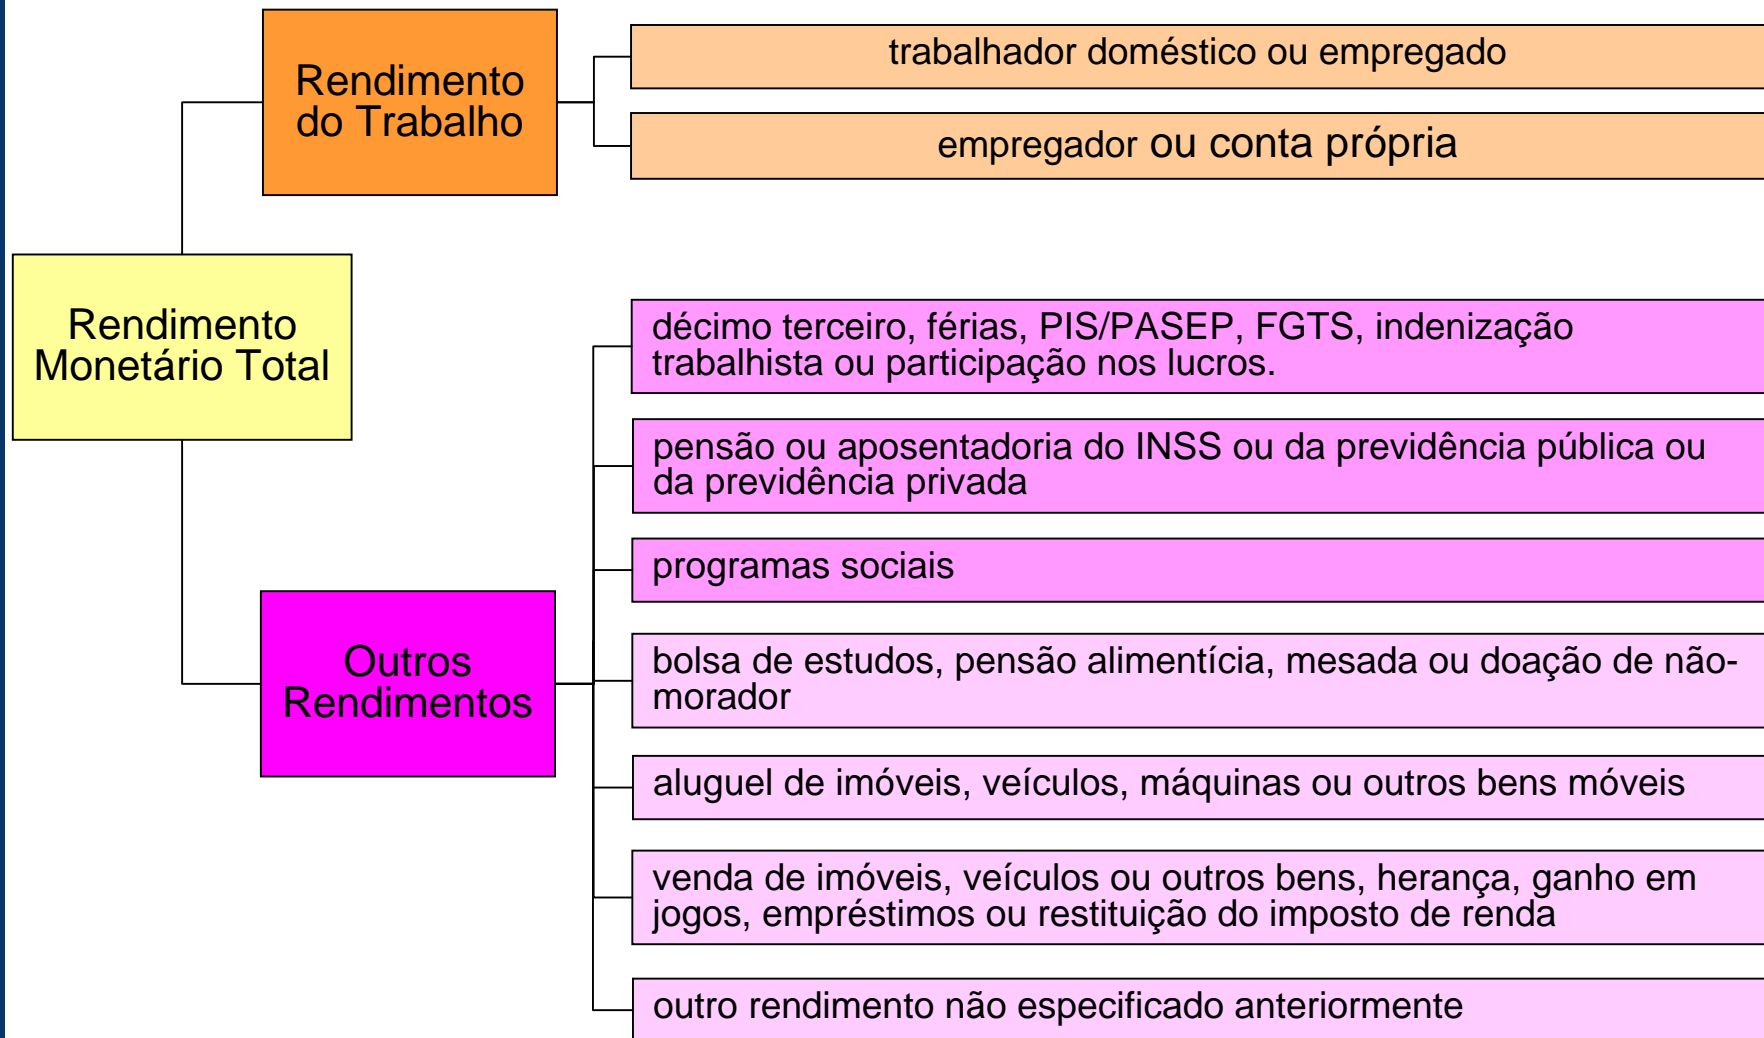 Rendimento
do Trabalho
trabalhador doméstico ou empregado
empregador ou conta própria
Rendimento
Monetário Total
Outros
Rendimentos
décimo terceiro, férias, PIS/PASEP, FGTS, indenização
trabalhista ou participação nos lucros.
pensão ou aposentadoria do INSS ou da previdência pública ou
da previdência privada
programas sociais
bolsa de estudos, pensão alimentícia, mesada ou doação de não-
morador
aluguel de imóveis, veículos, máquinas ou outros bens móveis
venda de imóveis, veículos ou outros bens, herança, ganho em
jogos, empréstimos ou restituição do imposto de renda
outro rendimento não especificado anteriormente